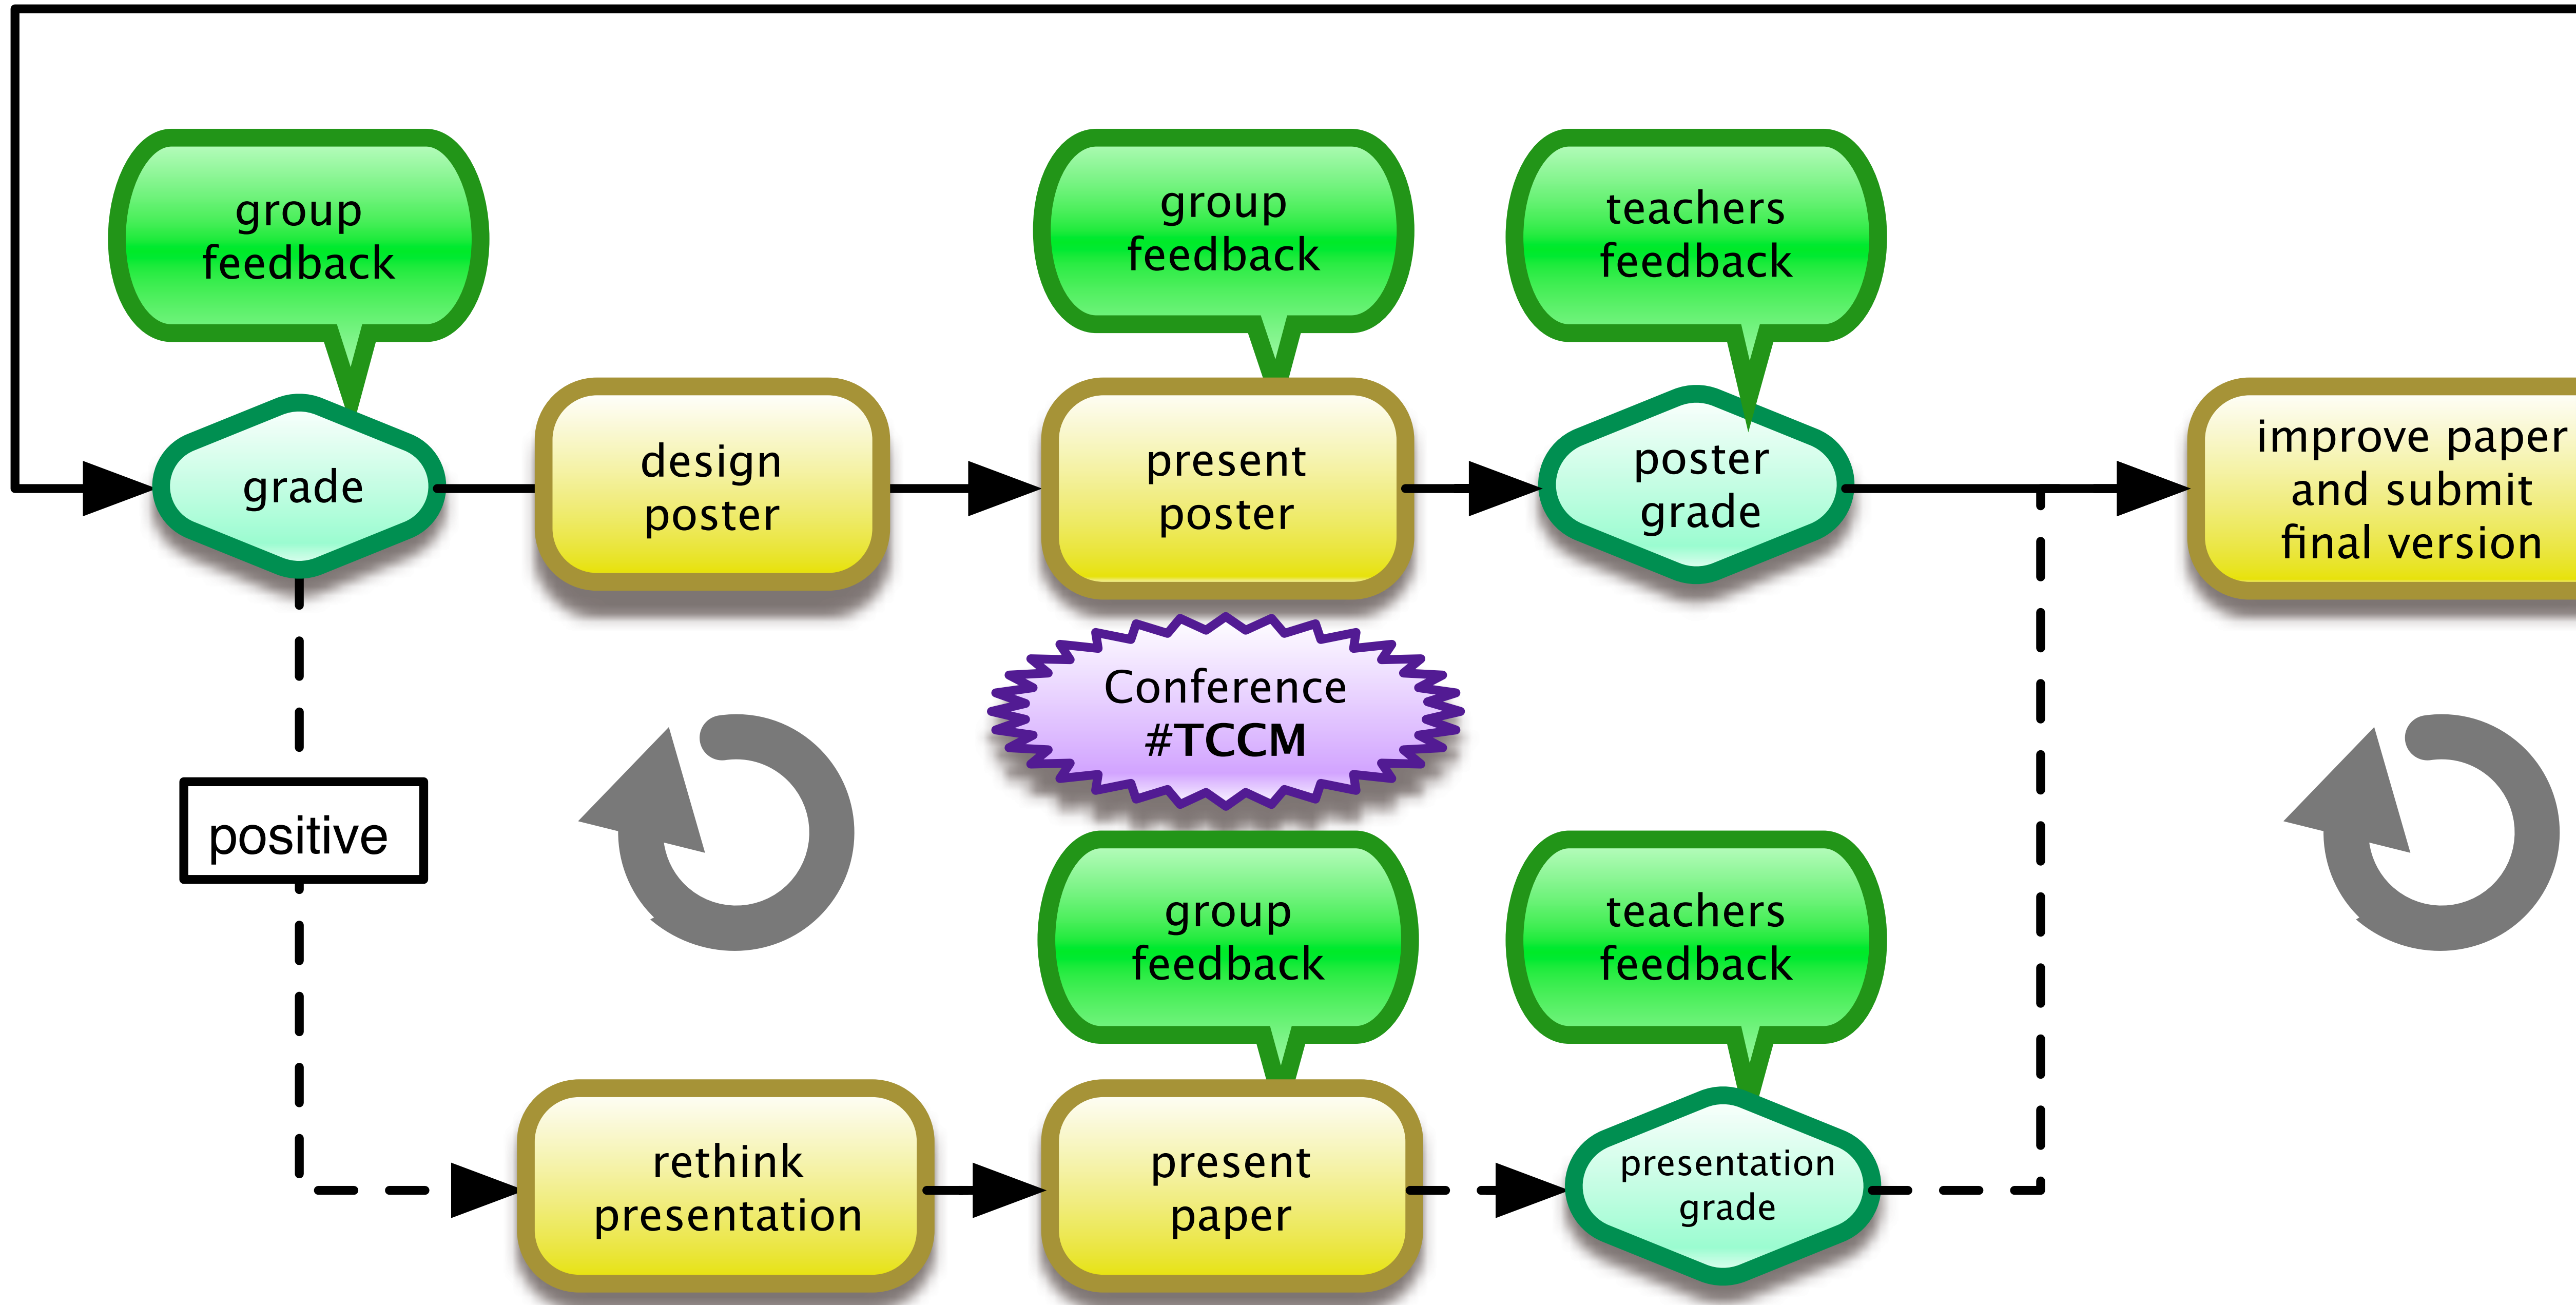 group
feedback
group
feedback
teachers
feedback
grade
design
poster
present
poster
poster
grade
improve paper
and submit
final version
Conference
#TCCM
positive
group
feedback
teachers
feedback
rethink
presentation
present
paper
presentation
grade